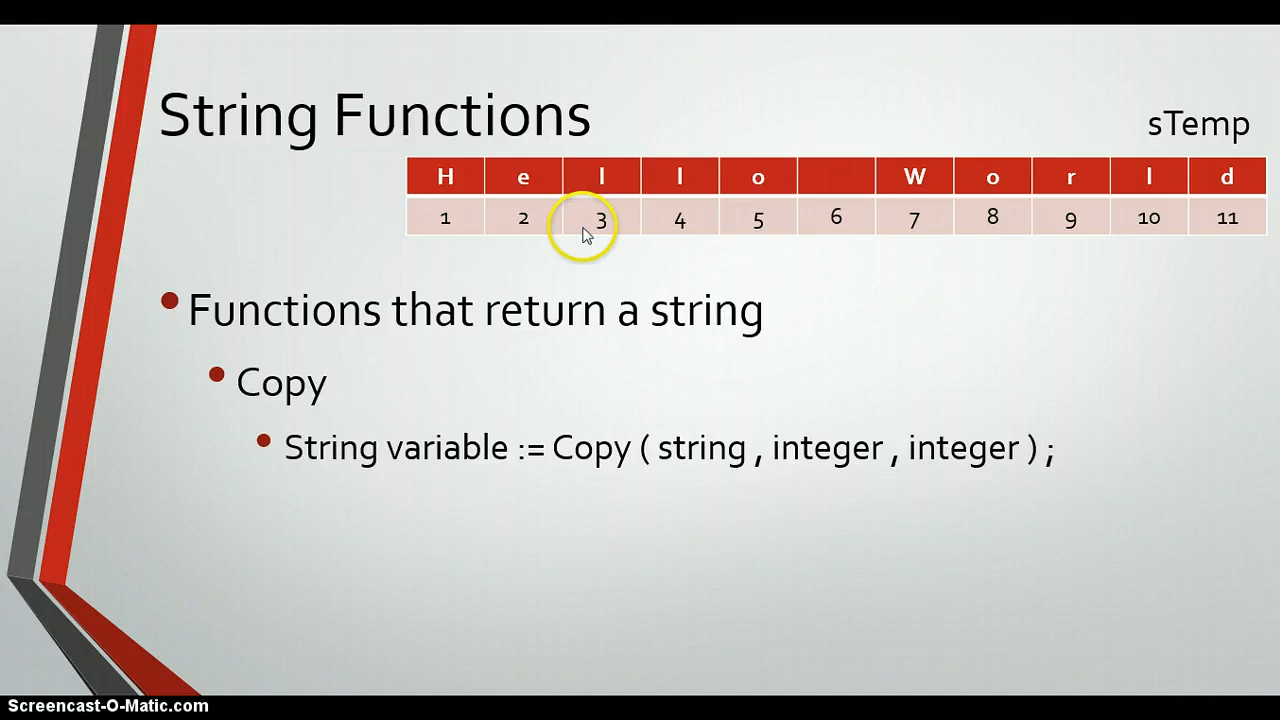 String Functions
sTemp
H e l l o W o r l d
1 2 3 4 5 6 7 8 9 10 11
Functions that return a string
Copy
String variable := Copy ( string , integer , integer ) ;
Screencast-O-Matic.com